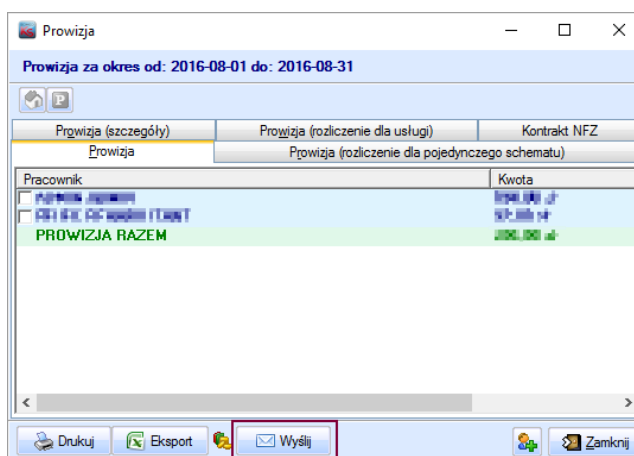 Prowizja
Prowizja za okres od: 2016-08-01 do: 2016-08-31
P
Prowizja (szczegóły) Prowizja (rozliczenie dla usługi) Kontrakt NFZ
Prowizja Prowizja (rozliczenie dla pojedynczego schematu)
Pracownik Kwota
PROWIZJA RAZEM
Drukuj Eksport Wyślij Zamknij